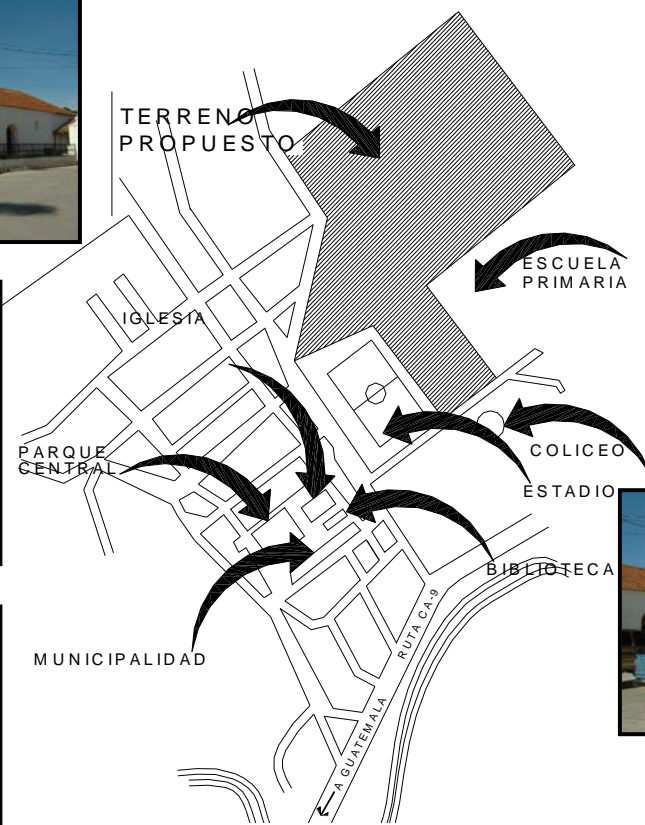 TERRENO
PROPUESTO
ESCUELA
PRIMARIA
IGLESIA
PARQUE
CENTRAL
COLICEO
ESTADIO
BIBLIOTECA
RUTA CA-9
MUNICIPALIDAD
A GUATEMALA